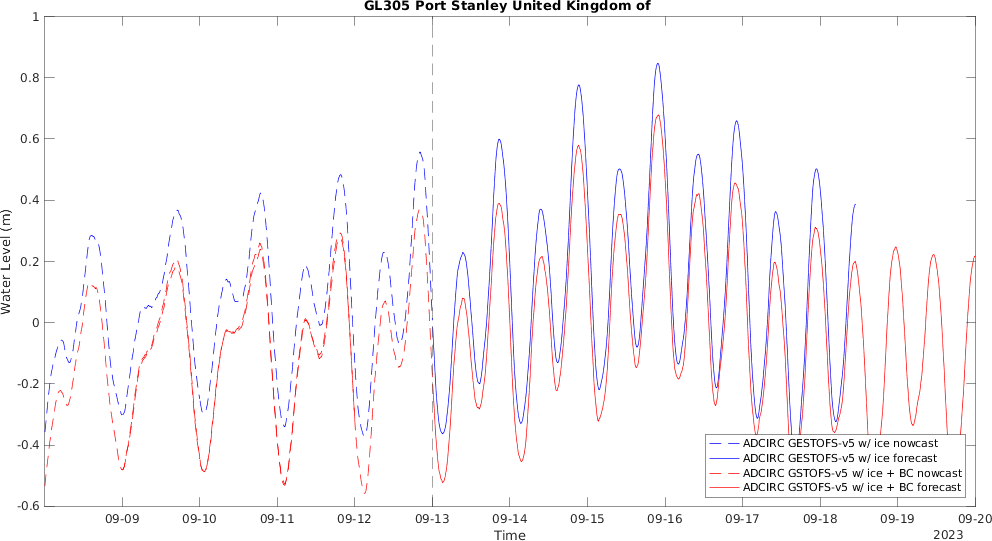 GL305 Port Stanley United Kingdom of
1
0.8
0.6
0.4
0.2
0
-0.2
-0.4
-0.6
Water Level (m)
ADCIRC GESTOFS-v5 w/ ice nowcast
ADCIRC GESTOFS-v5 w/ ice forecast
ADCIRC GSTOFS-v5 w/ ice + BC nowcast
ADCIRC GSTOFS-v5 w/ ice + BC forecast
09-09 09-10 09-11 09-12 09-13 09-14 09-15 09-16 09-17 09-18 09-19 09-20
Time
2023